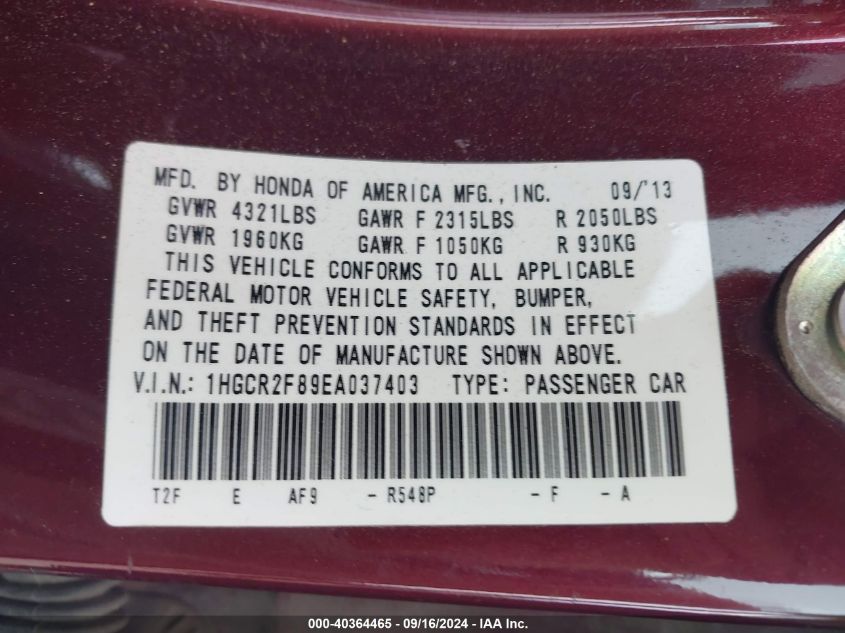 MFD. BY HONDA OF AMERICA MFG., INC. 09/13
GVWR 4321LBS GAWR F 2315LBS R 2050LBS
GVWR 1960KG GAWR F 1050KG R 930KG
THIS VEHICLE CONFORMS TO ALL APPLICABLE
FEDERAL MOTOR VEHICLE SAFETY, BUMPER,
AND THEFT PREVENTION STANDARDS IN EFFECT
ON THE DATE OF MANUFACTURE SHOWN ABOVE.
V.I.N.: 1HGCR2F89EA037403 TYPE: PASSENGER CAR
T2F E AF9 - R548P - F - A
000-40364465 - 09/16/2024 - IAAI.com